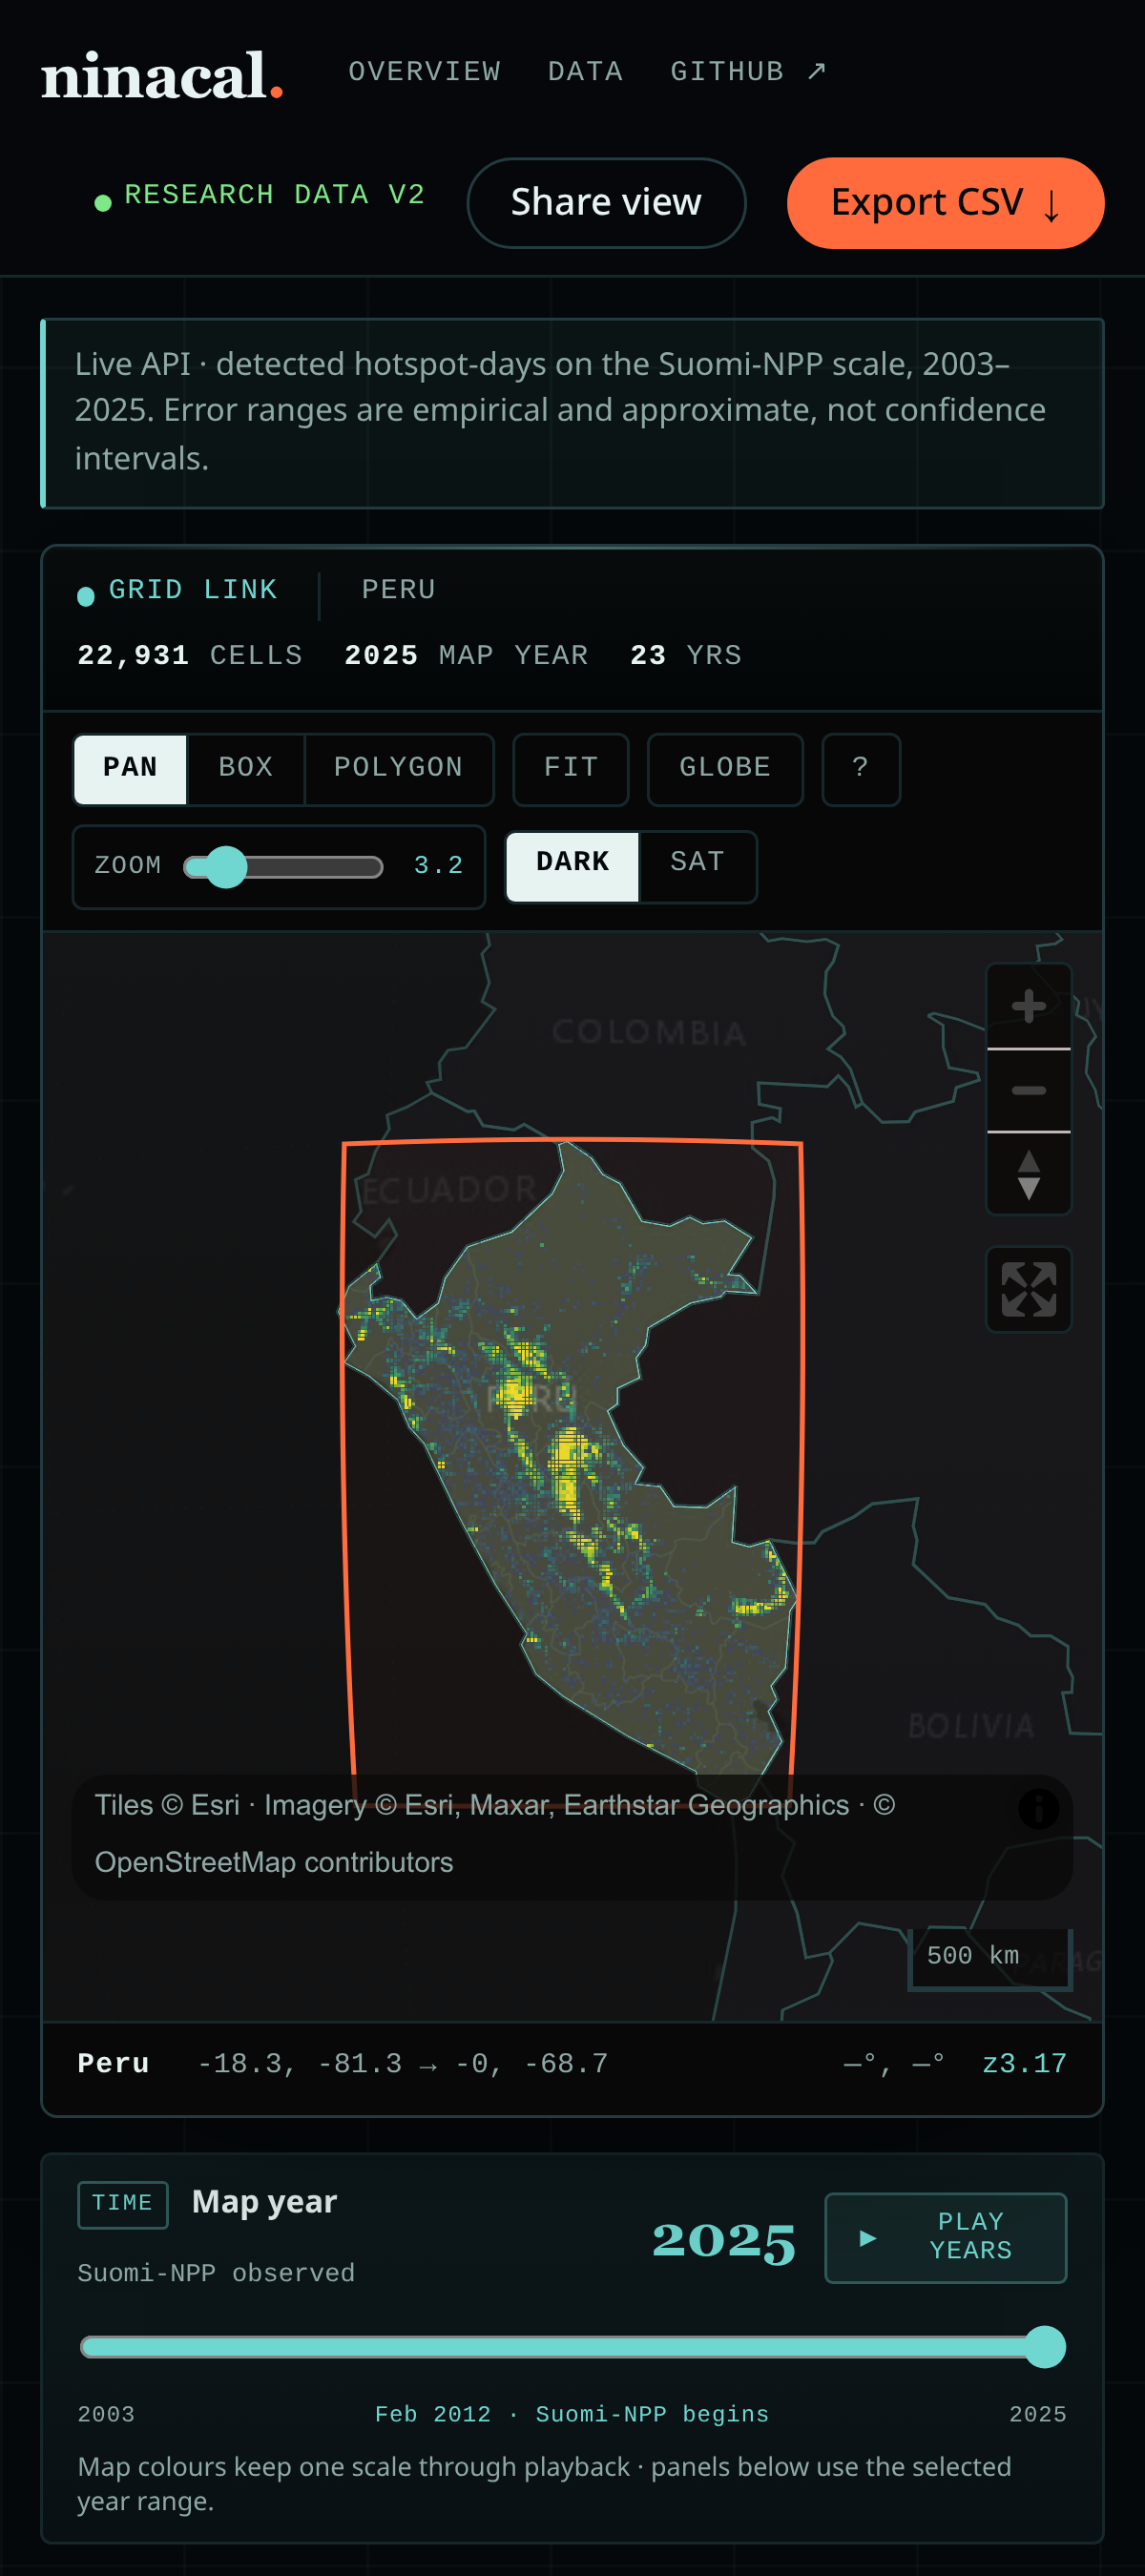 ninacal.
OVERVIEW DATA GITHUB ↗
RESEARCH DATA V2
Share view
Export CSV ↓
Live API · detected hotspot-days on the Suomi-NPP scale, 2003–
2025. Error ranges are empirical and approximate, not confidence
intervals.
GRID LINK PERU
22,931 CELLS 2025 MAP YEAR 23 YRS
PAN BOX POLYGON FIT GLOBE ?
ZOOM 3.2 DARK SAT
COLOMBIA
ECUADOR
PERU
BOLIVIA
Tiles © Esri · Imagery © Esri, Maxar, Earthstar Geographics · ©
OpenStreetMap contributors
500 km
Peru -18.3, -81.3 → -0, -68.7 —°, —° z3.17
TIME Map year
2025
▶ PLAY
YEARS
Suomi-NPP observed
2003 Feb 2012 · Suomi-NPP begins 2025
Map colours keep one scale through playback · panels below use the selected
year range.